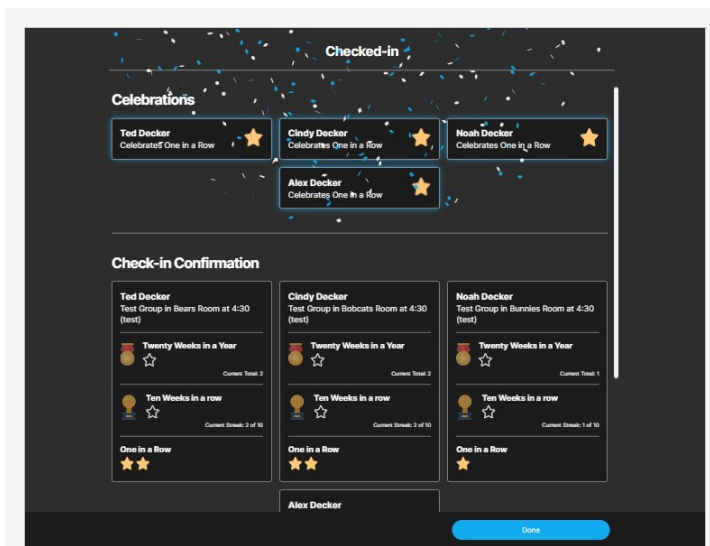 Checked-in
Celebrations
Ted Decker
Celebrates One in a Row
Cindy Decker
Celebrates One in a Row
Noah Decker
Celebrates One in a Row
Alex Decker
Celebrates One in a Row
Check-in Confirmation
Ted Decker
Test Group in Bears Room at 4:30
(test)
Twenty Weeks in a Year
Current Total: 2
Ten Weeks in a row
Current Streak: 2 of 10
One in a Row
Cindy Decker
Test Group in Bobcats Room at 4:30
(test)
Twenty Weeks in a Year
Current Total: 2
Ten Weeks in a row
Current Streak: 2 of 10
One in a Row
Noah Decker
Test Group in Bunnies Room at 4:30
(test)
Twenty Weeks in a Year
Current Total: 1
Ten Weeks in a row
Current Streak: 1 of 10
One in a Row
Alex Decker
Done